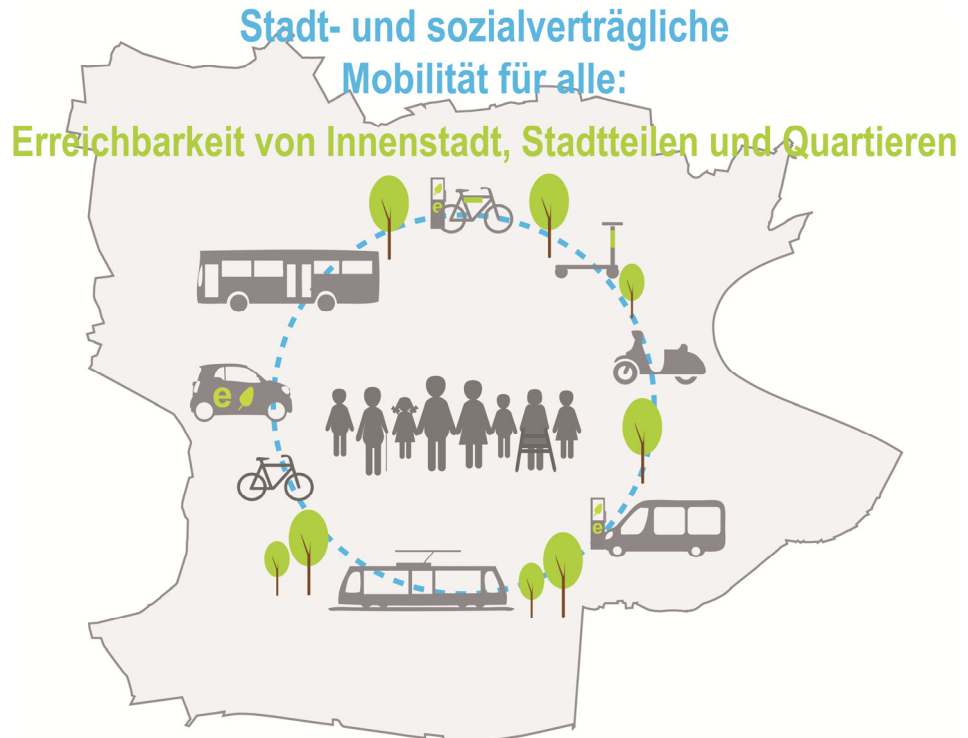 Stadt- und sozialverträgliche
Mobilität für alle:
Erreichbarkeit von Innenstadt, Stadtteilen und Quartieren
e
e
e